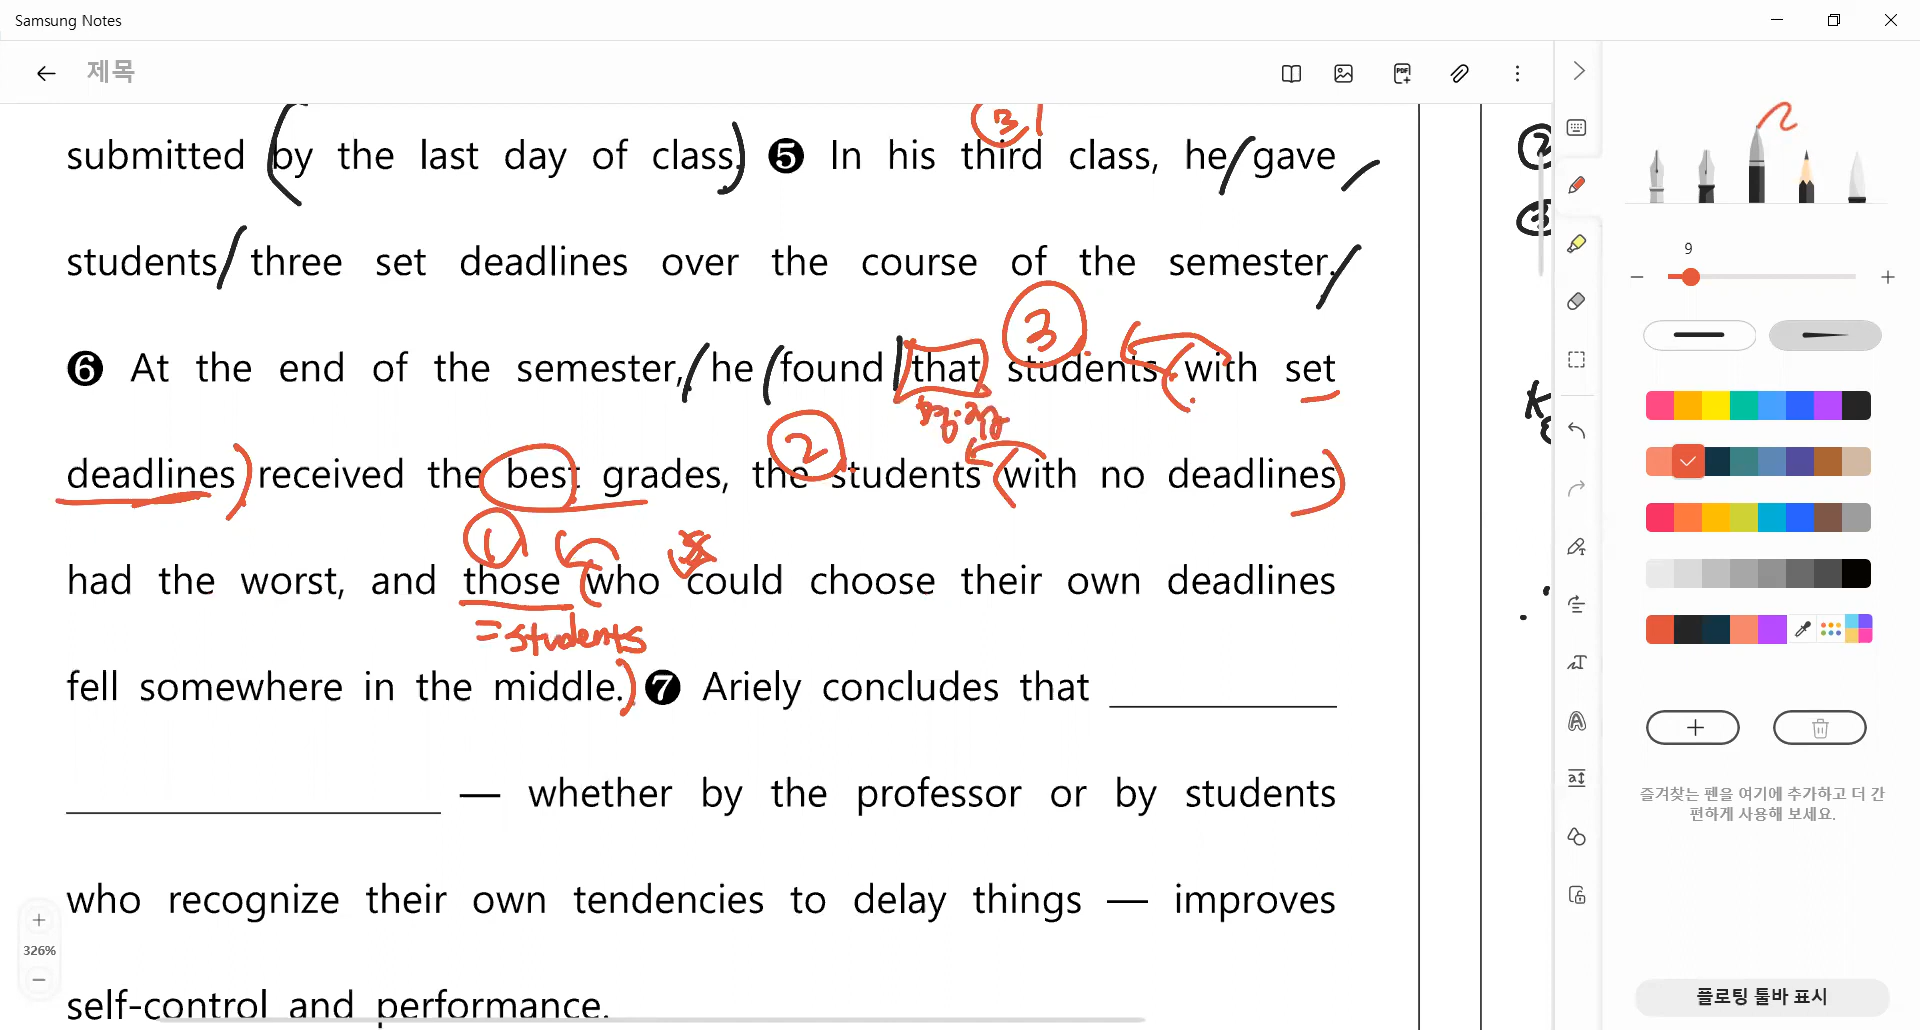 Samsung Notes
제목
3
submitted by the last day of class. ❺ In his third class, he gave
students three set deadlines over the course of the semester.
3
❻ At the end of the semester, he found that students with set
2
deadlines received the best grades, the students with no deadlines
1
had the worst, and those who could choose their own deadlines
= students
fell somewhere in the middle. ❼ Ariely concludes that
— whether by the professor or by students
who recognize their own tendencies to delay things — improves
self-control and performance.
326%
9
즐겨찾는 펜을 여기에 추가하고 더 간
편하게 사용해 보세요.
플로팅 툴바 표시